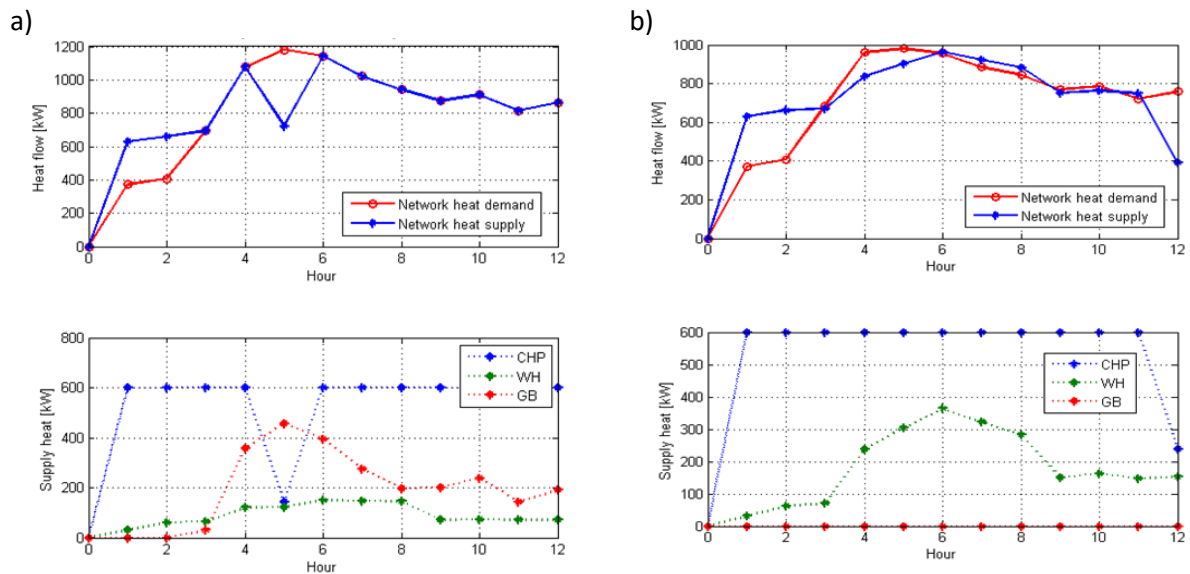 a)
1200
1000
800
600
400
200
0
Heat flow [kW]
Network heat demand
Network heat supply
0 2 4 6 8 10 12
Hour
b)
1000
800
600
400
200
0
Heat flow [kW]
Network heat demand
Network heat supply
0 2 4 6 8 10 12
Hour
800
600
400
200
0
Supply heat [kW]
CHP
WH
GB
0 2 4 6 8 10 12
Hour
600
500
400
300
200
100
0
Supply heat [kW]
CHP
WH
GB
0 2 4 6 8 10 12
Hour